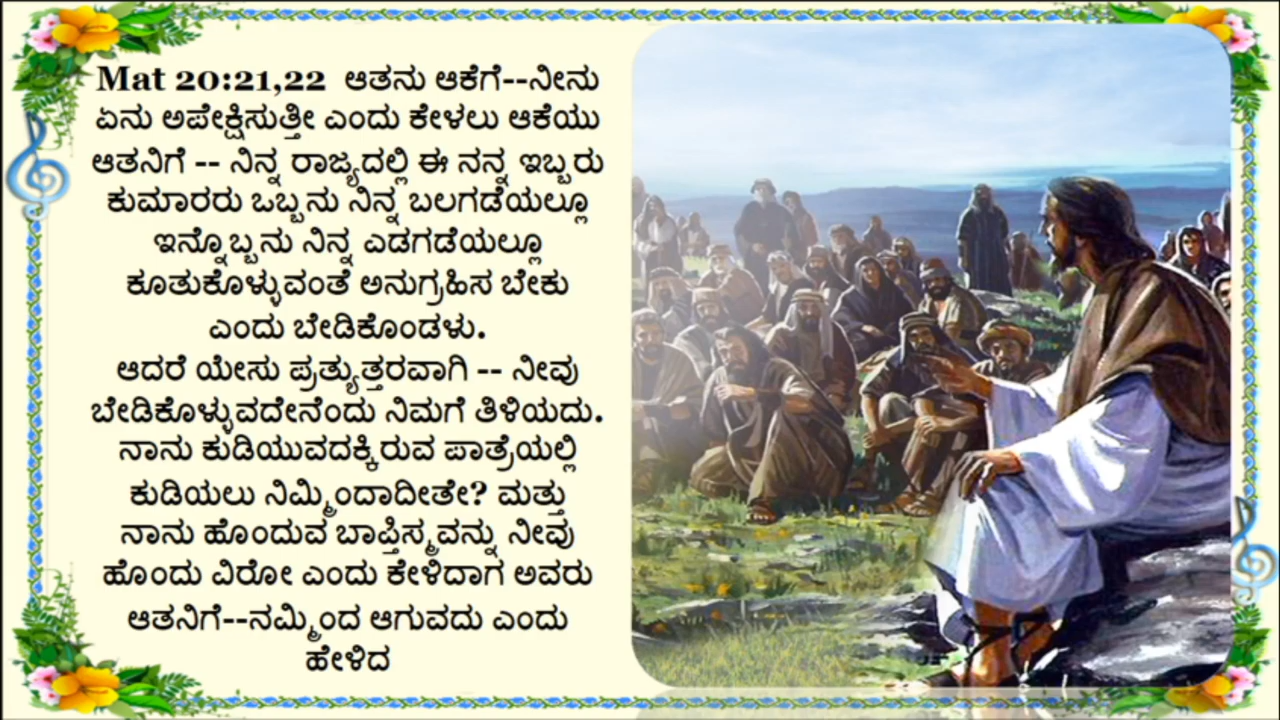 Mat 20:21,22 ಆತನು ಆಕೆಗೆ--ನೀನು
ಏನು ಅಪೇಕ್ಷಿಸುತ್ತೀ ಎಂದು ಕೇಳಲು ಆಕೆಯು
ಆತನಿಗೆ -- ನಿನ್ನ ರಾಜ್ಯದಲ್ಲಿ ಈ ನನ್ನ ಇಬ್ಬರು
ಕುಮಾರರು ಒಬ್ಬನು ನಿನ್ನ ಬಲಗಡೆಯಲ್ಲೂ
ಇನ್ನೊಬ್ಬನು ನಿನ್ನ ಎಡಗಡೆಯಲ್ಲೂ
ಕೂತುಕೊಳ್ಳುವಂತೆ ಅನುಗ್ರಹಿಸ ಬೇಕು
ಎಂದು ಬೇಡಿಕೊಂಡಳು.
ಆದರೆ ಯೇಸು ಪ್ರತ್ಯುತ್ತರವಾಗಿ -- ನೀವು
ಬೇಡಿಕೊಳ್ಳುವದೇನೆಂದು ನಿಮಗೆ ತಿಳಿಯದು.
ನಾನು ಕುಡಿಯುವದಕ್ಕಿರುವ ಪಾತ್ರೆಯಲ್ಲಿ
ಕುಡಿಯಲು ನಿಮ್ಮಿಂದಾದೀತೇ? ಮತ್ತು
ನಾನು ಹೊಂದುವ ಬಾಪ್ತಿಸ್ಮವನ್ನು ನೀವು
ಹೊಂದು ವಿರೋ ಎಂದು ಕೇಳಿದಾಗ ಅವರು
ಆತನಿಗೆ--ನಮ್ಮಿಂದ ಆಗುವದು ಎಂದು
ಹೇಳಿದ